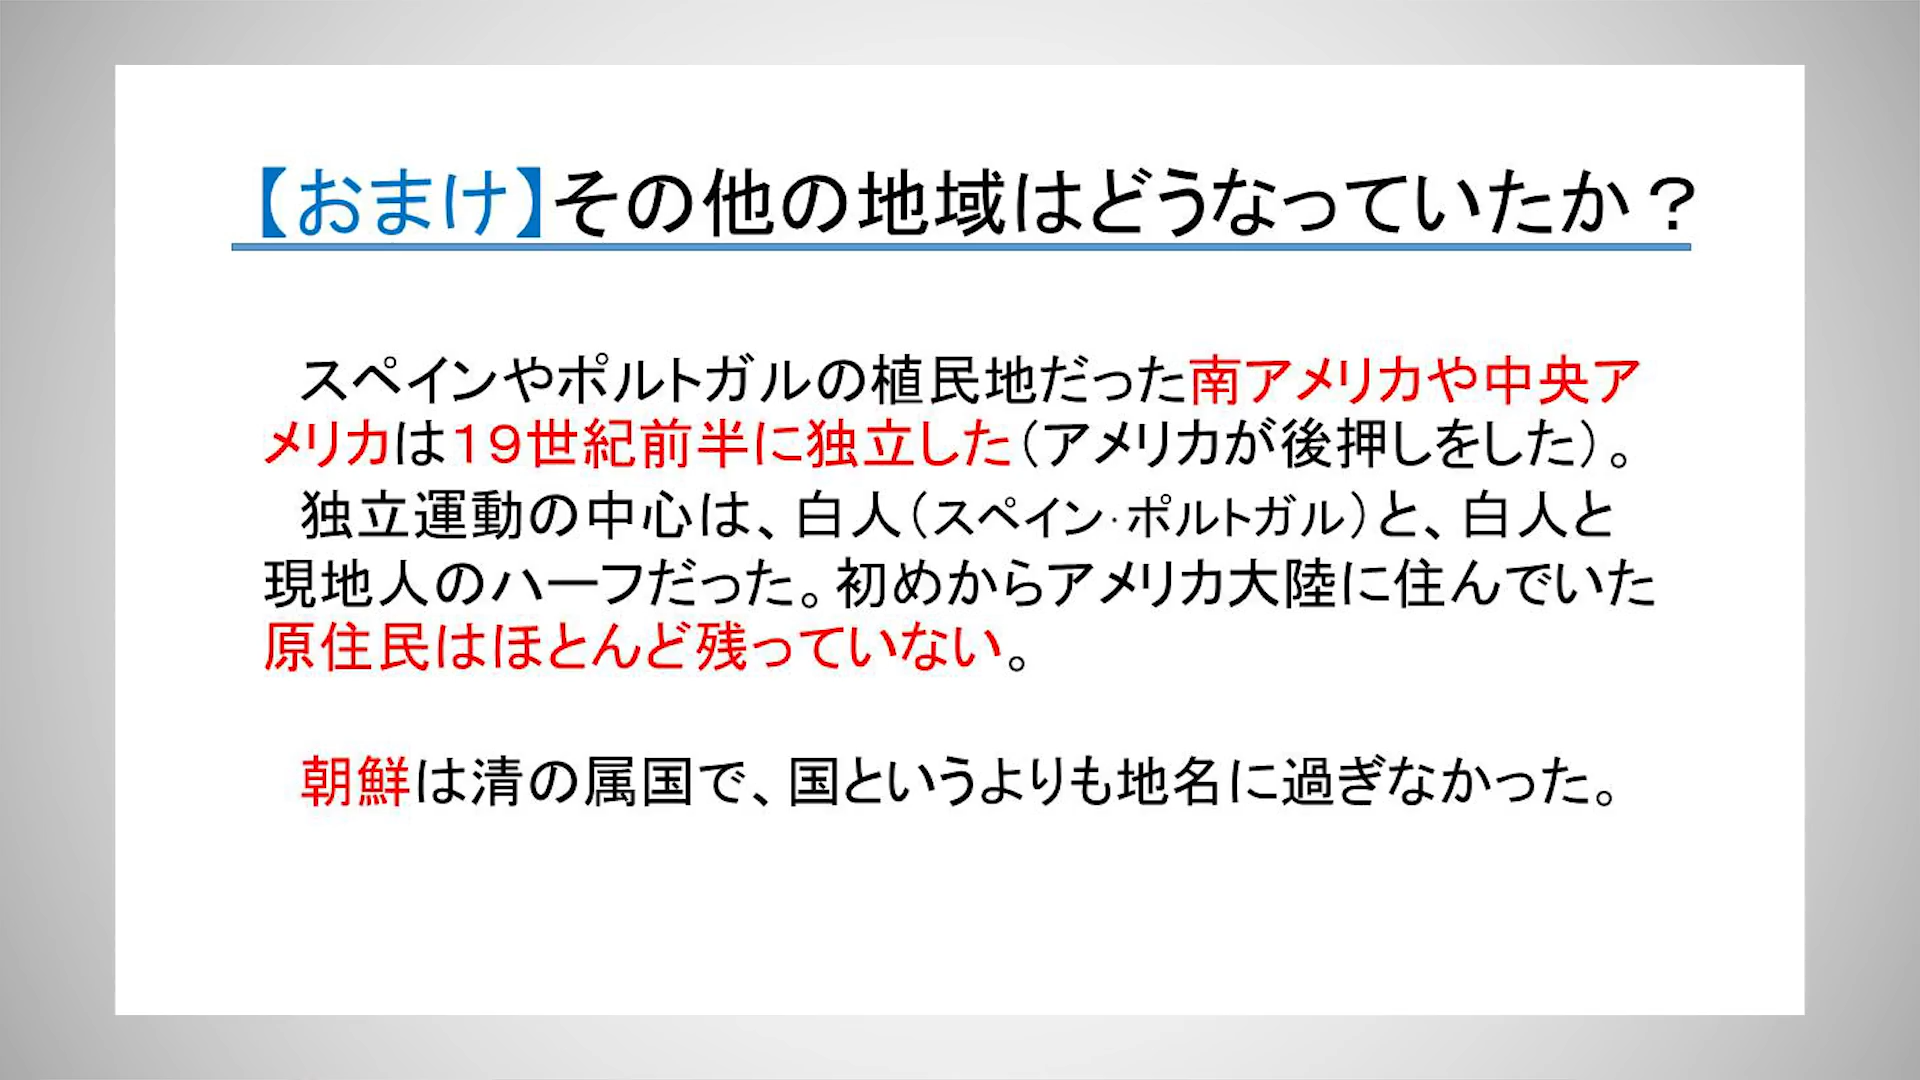 【おまけ】その他の地域はどうなっていたか？
スペインやポルトガルの植民地だった南アメリカや中央ア
メリカは１９世紀前半に独立した（アメリカが後押しをした）。
独立運動の中心は、白人（スペイン・ポルトガル）と、白人と
現地人のハーフだった。初めからアメリカ大陸に住んでいた
原住民はほとんど残っていない。
朝鮮は清の属国で、国というよりも地名に過ぎなかった。